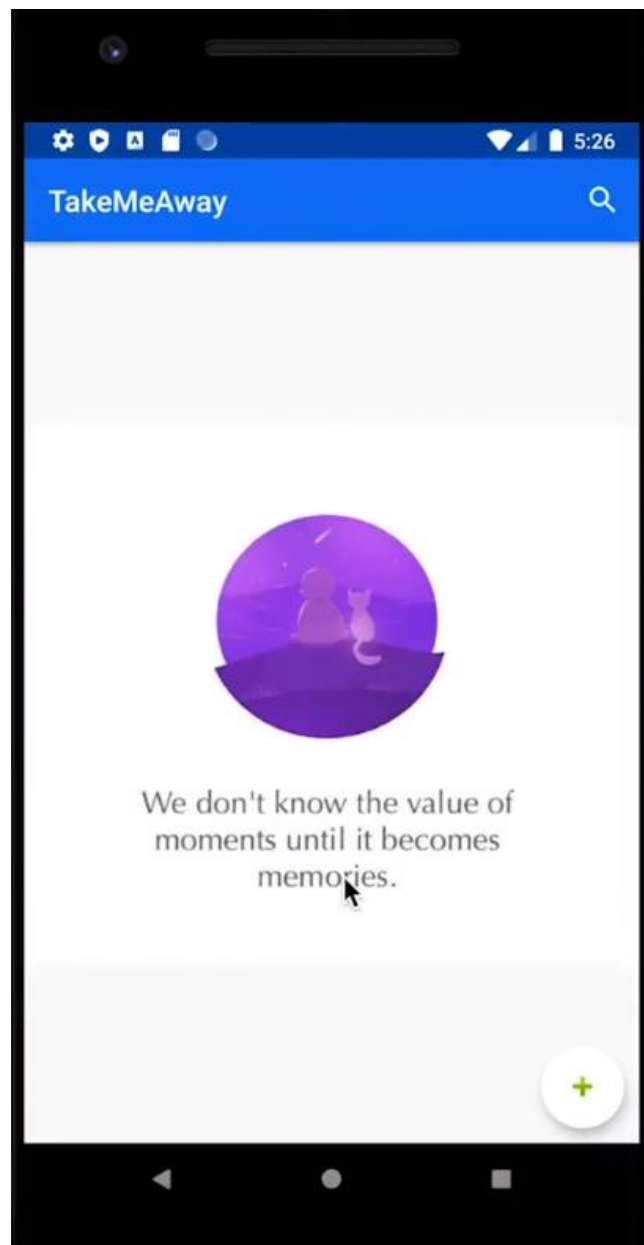 5:26
TakeMeAway
We don't know the value of
moments until it becomes
memories.